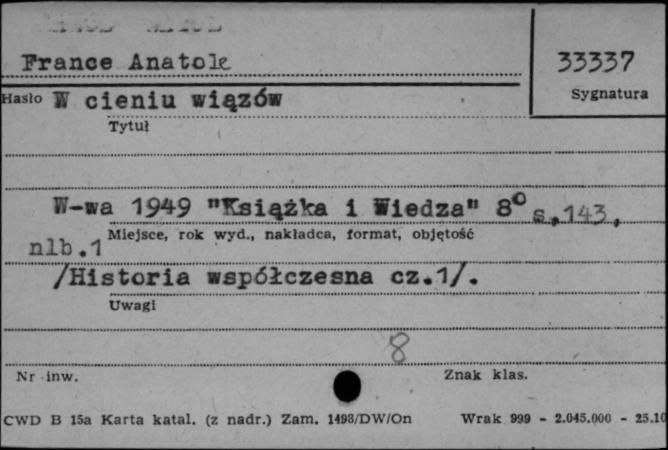 France Anatole
33337
Sygnatura
Hasło W cieniu wiązów
Tytuł
W-wa 1949 "Książka i Wiedza" 8° s.143,
Miejsce, rok wyd., nakładca, format, objętość
nlb.1
/Historia współczesna cz.1/.
Uwagi
8
Nr inw.
Znak klas.
CWD B 15a Karta katal. (z nadr.) Zam. 1498/DW/On
Wrak 999 - 2.045.000 - 25.10